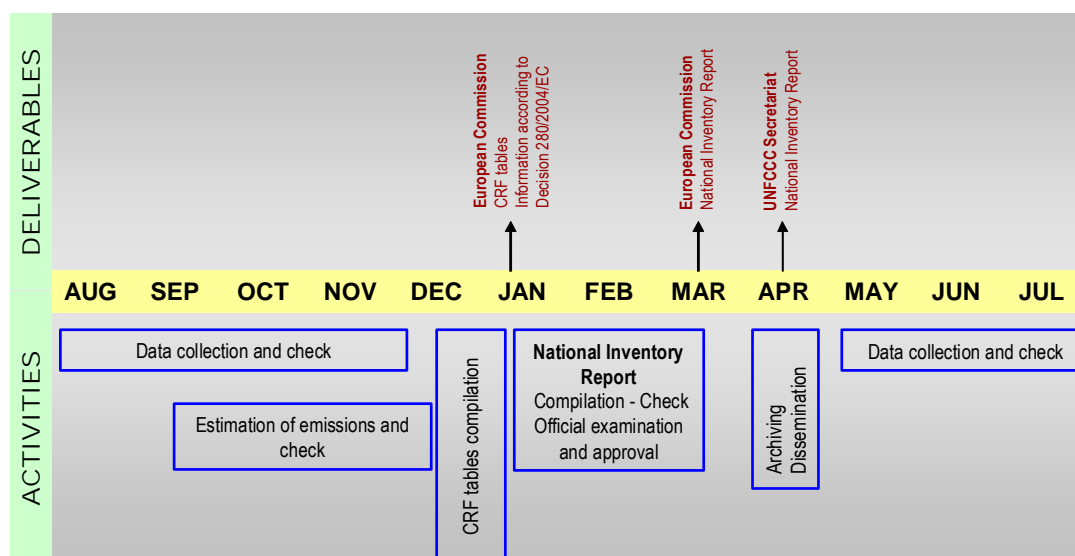 DELIVERABLES
European Commission
CRF tables
Information according to
Decision 280/2004/EC
European Commission
National Inventory Report
UNFCCC Secretariat
National Inventory Report
AUG SEP OCT NOV DEC JAN FEB MAR APR MAY JUN JUL
ACTIVITIES
Data collection and check
Estimation of emissions and
check
CRF tables compilation
National Inventory
Report
Compilation - Check
Official examination
and approval
Archiving
Dissemination
Data collection and check